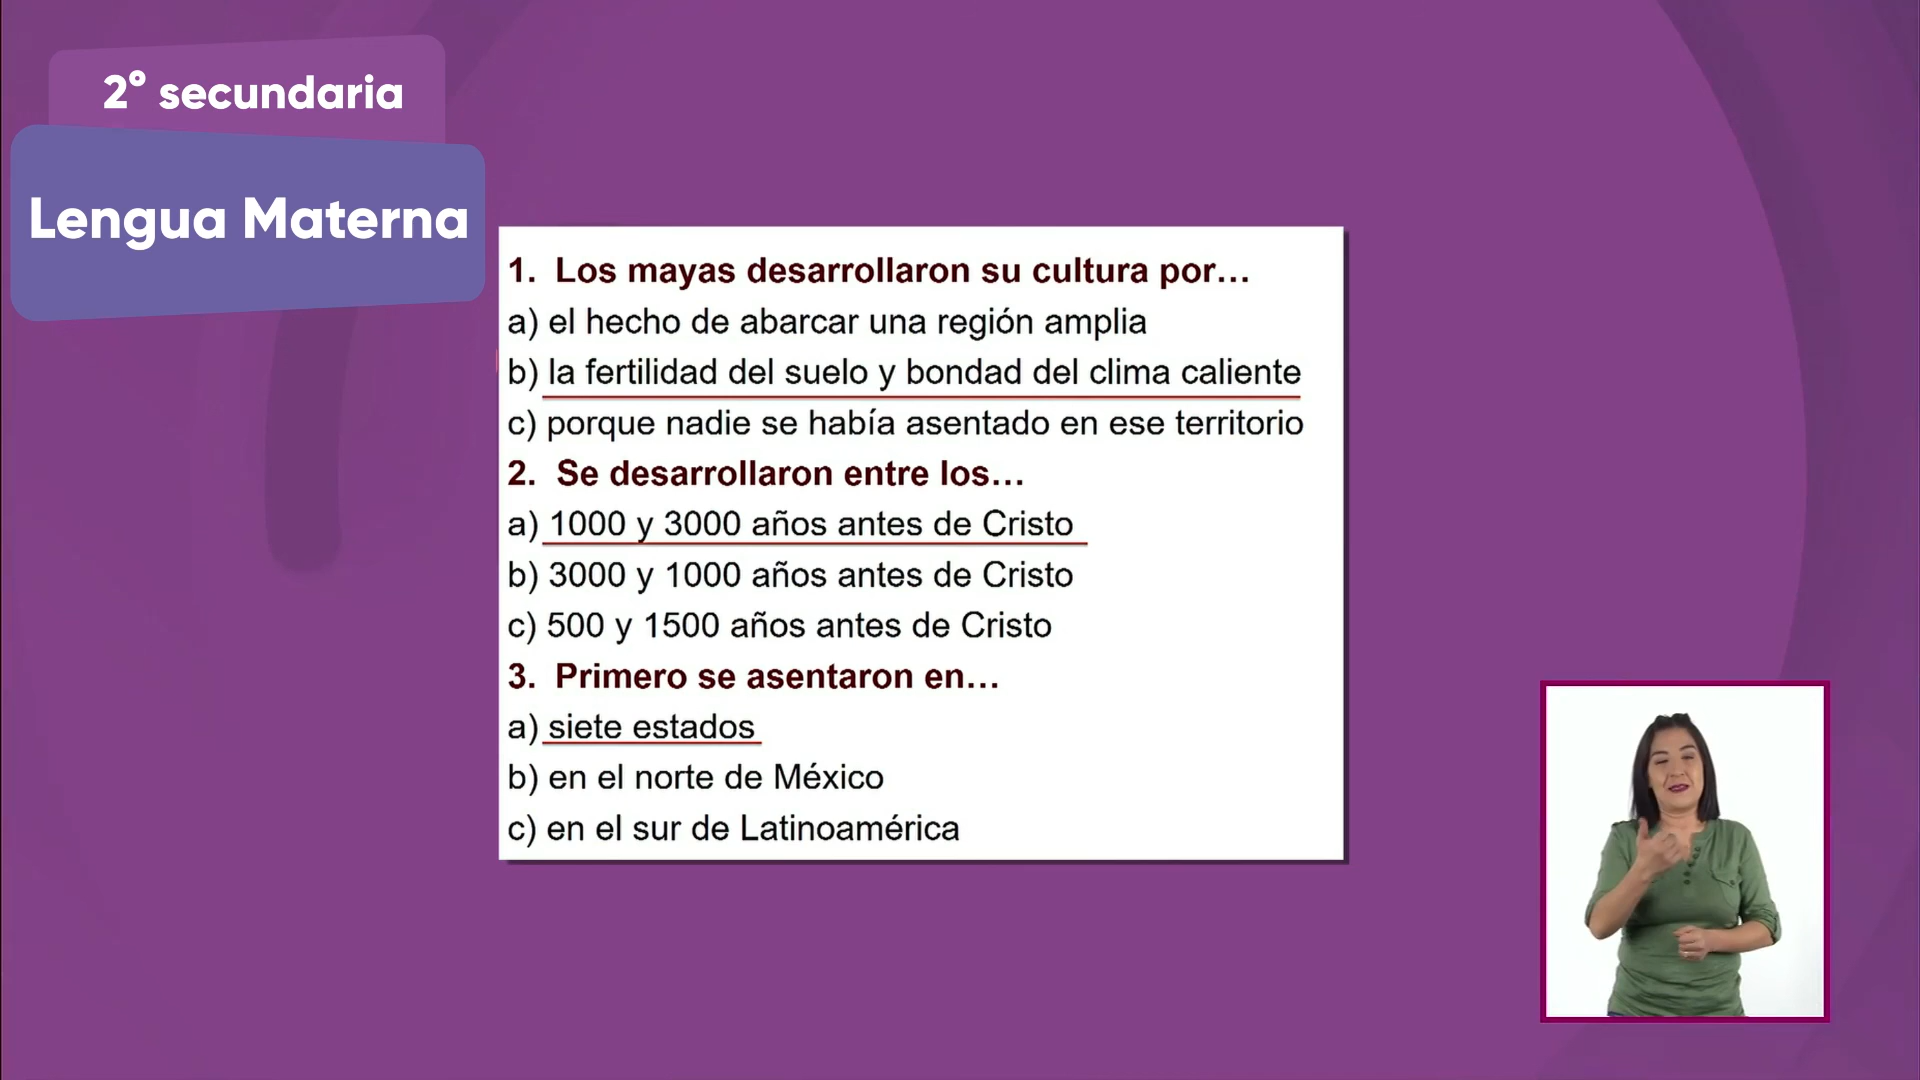 2° secundaria
Lengua Materna
1. Los mayas desarrollaron su cultura por…
a) el hecho de abarcar una región amplia
b) la fertilidad del suelo y bondad del clima caliente
c) porque nadie se había asentado en ese territorio
2. Se desarrollaron entre los…
a) 1000 y 3000 años antes de Cristo
b) 3000 y 1000 años antes de Cristo
c) 500 y 1500 años antes de Cristo
3. Primero se asentaron en…
a) siete estados
b) en el norte de México
c) en el sur de Latinoamérica